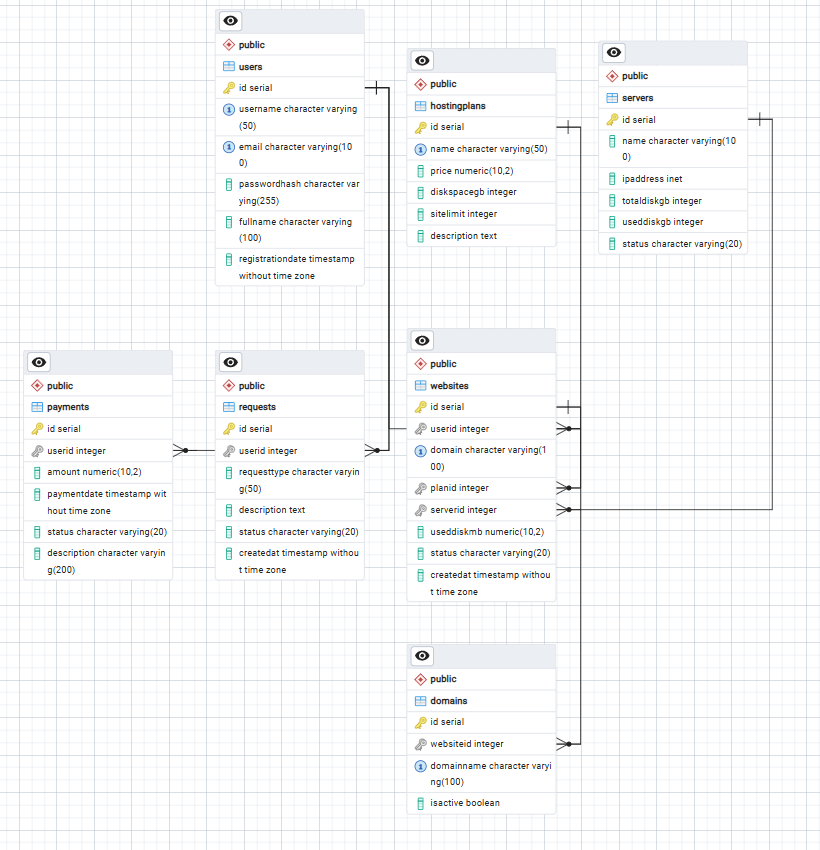 public
users
id serial
username character varying
(50)
email character varying(10
0)
passwordhash character var
ying(255)
fullname character varying
(100)
registrationdate timestamp
without time zone
public
hostingplans
id serial
name character varying(50)
price numeric(10,2)
diskspacegb integer
sitelimit integer
description text
public
servers
id serial
name character varying(10
0)
ipaddress inet
totaldiskgb integer
useddiskgb integer
status character varying(20)
public
payments
id serial
userid integer
amount numeric(10,2)
paymentdate timestamp wit
hout time zone
status character varying(20)
description character varyin
g(200)
public
requests
id serial
userid integer
requesttype character varyin
g(50)
description text
status character varying(20)
createdat timestamp withou
t time zone
public
websites
id serial
userid integer
domain character varying(1
00)
planid integer
serverid integer
useddiskmb numeric(10,2)
status character varying(20)
createdat timestamp withou
t time zone
public
domains
id serial
websiteid integer
domainname character varyi
ng(100)
isactive boolean